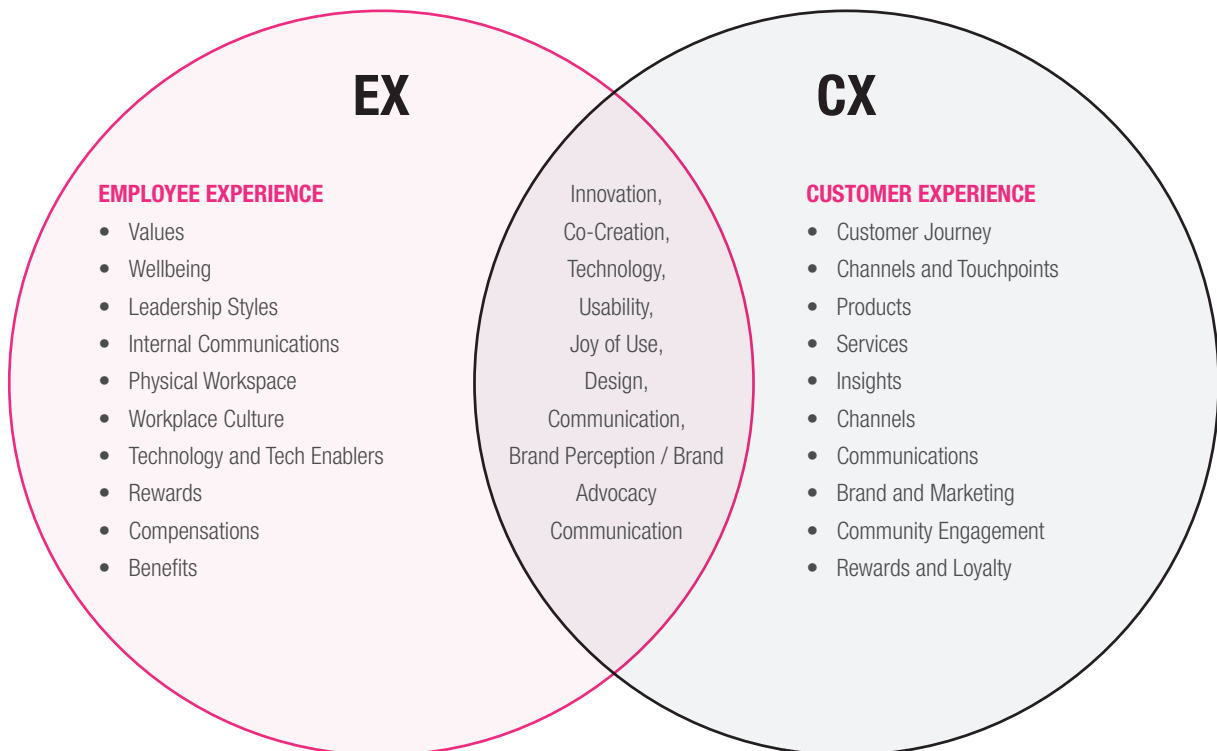 EX
EMPLOYEE EXPERIENCE
• Values
• Wellbeing
• Leadership Styles
• Internal Communications
• Physical Workspace
• Workplace Culture
• Technology and Tech Enablers
• Rewards
• Compensations
• Benefits
Innovation,
Co-Creation,
Technology,
Usability,
Joy of Use,
Design,
Communication,
Brand Perception / Brand
Advocacy
Communication
CX
CUSTOMER EXPERIENCE
• Customer Journey
• Channels and Touchpoints
• Products
• Services
• Insights
• Channels
• Communications
• Brand and Marketing
• Community Engagement
• Rewards and Loyalty